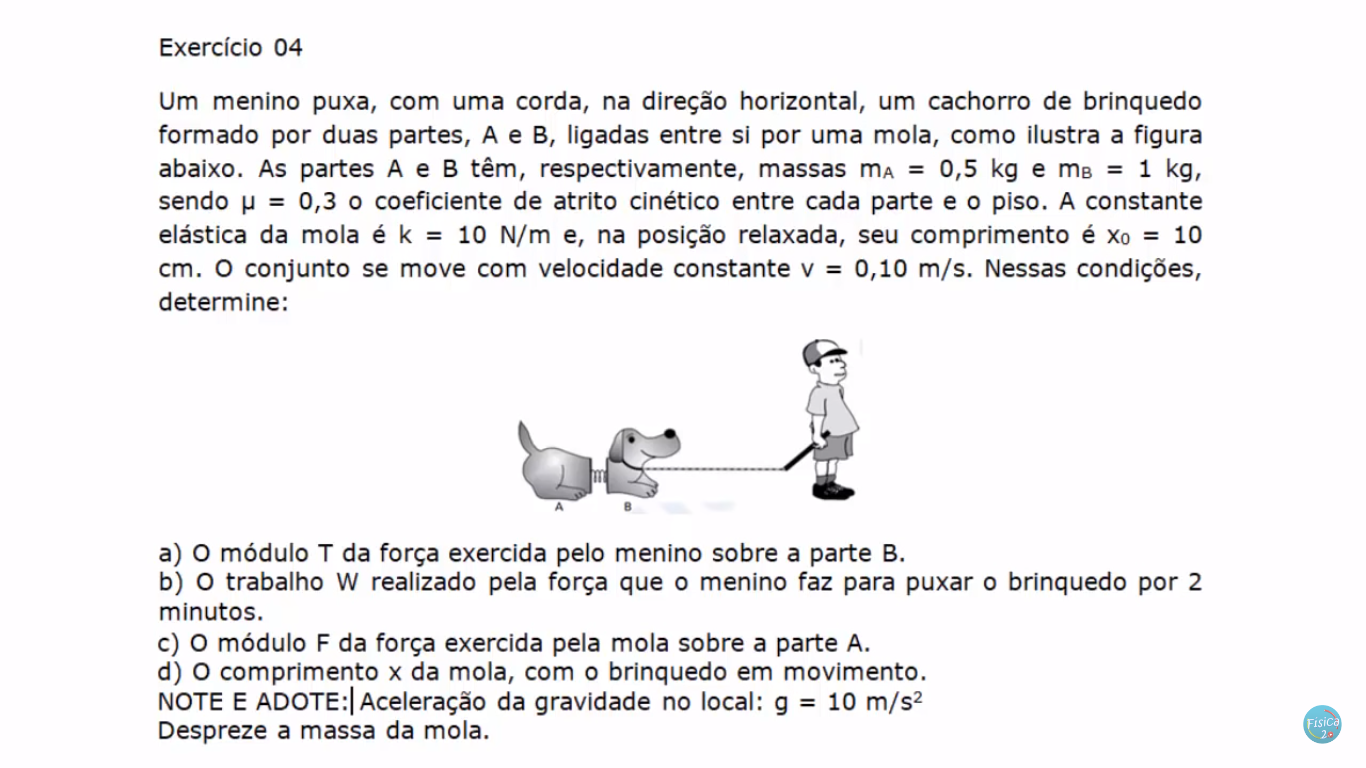 Exercício 04
Um menino puxa, com uma corda, na direção horizontal, um cachorro de brinquedo
formado por duas partes, A e B, ligadas entre si por uma mola, como ilustra a figura
abaixo. As partes A e B têm, respectivamente, massas mA = 0,5 kg e mB = 1 kg,
sendo μ = 0,3 o coeficiente de atrito cinético entre cada parte e o piso. A constante
elástica da mola é k = 10 N/m e, na posição relaxada, seu comprimento é x0 = 10
cm. O conjunto se move com velocidade constante v = 0,10 m/s. Nessas condições,
determine:
A B
a) O módulo T da força exercida pelo menino sobre a parte B.
b) O trabalho W realizado pela força que o menino faz para puxar o brinquedo por 2
minutos.
c) O módulo F da força exercida pela mola sobre a parte A.
d) O comprimento x da mola, com o brinquedo em movimento.
NOTE E ADOTE: Aceleração da gravidade no local: g = 10 m/s²
Despreze a massa da mola.
Física
2